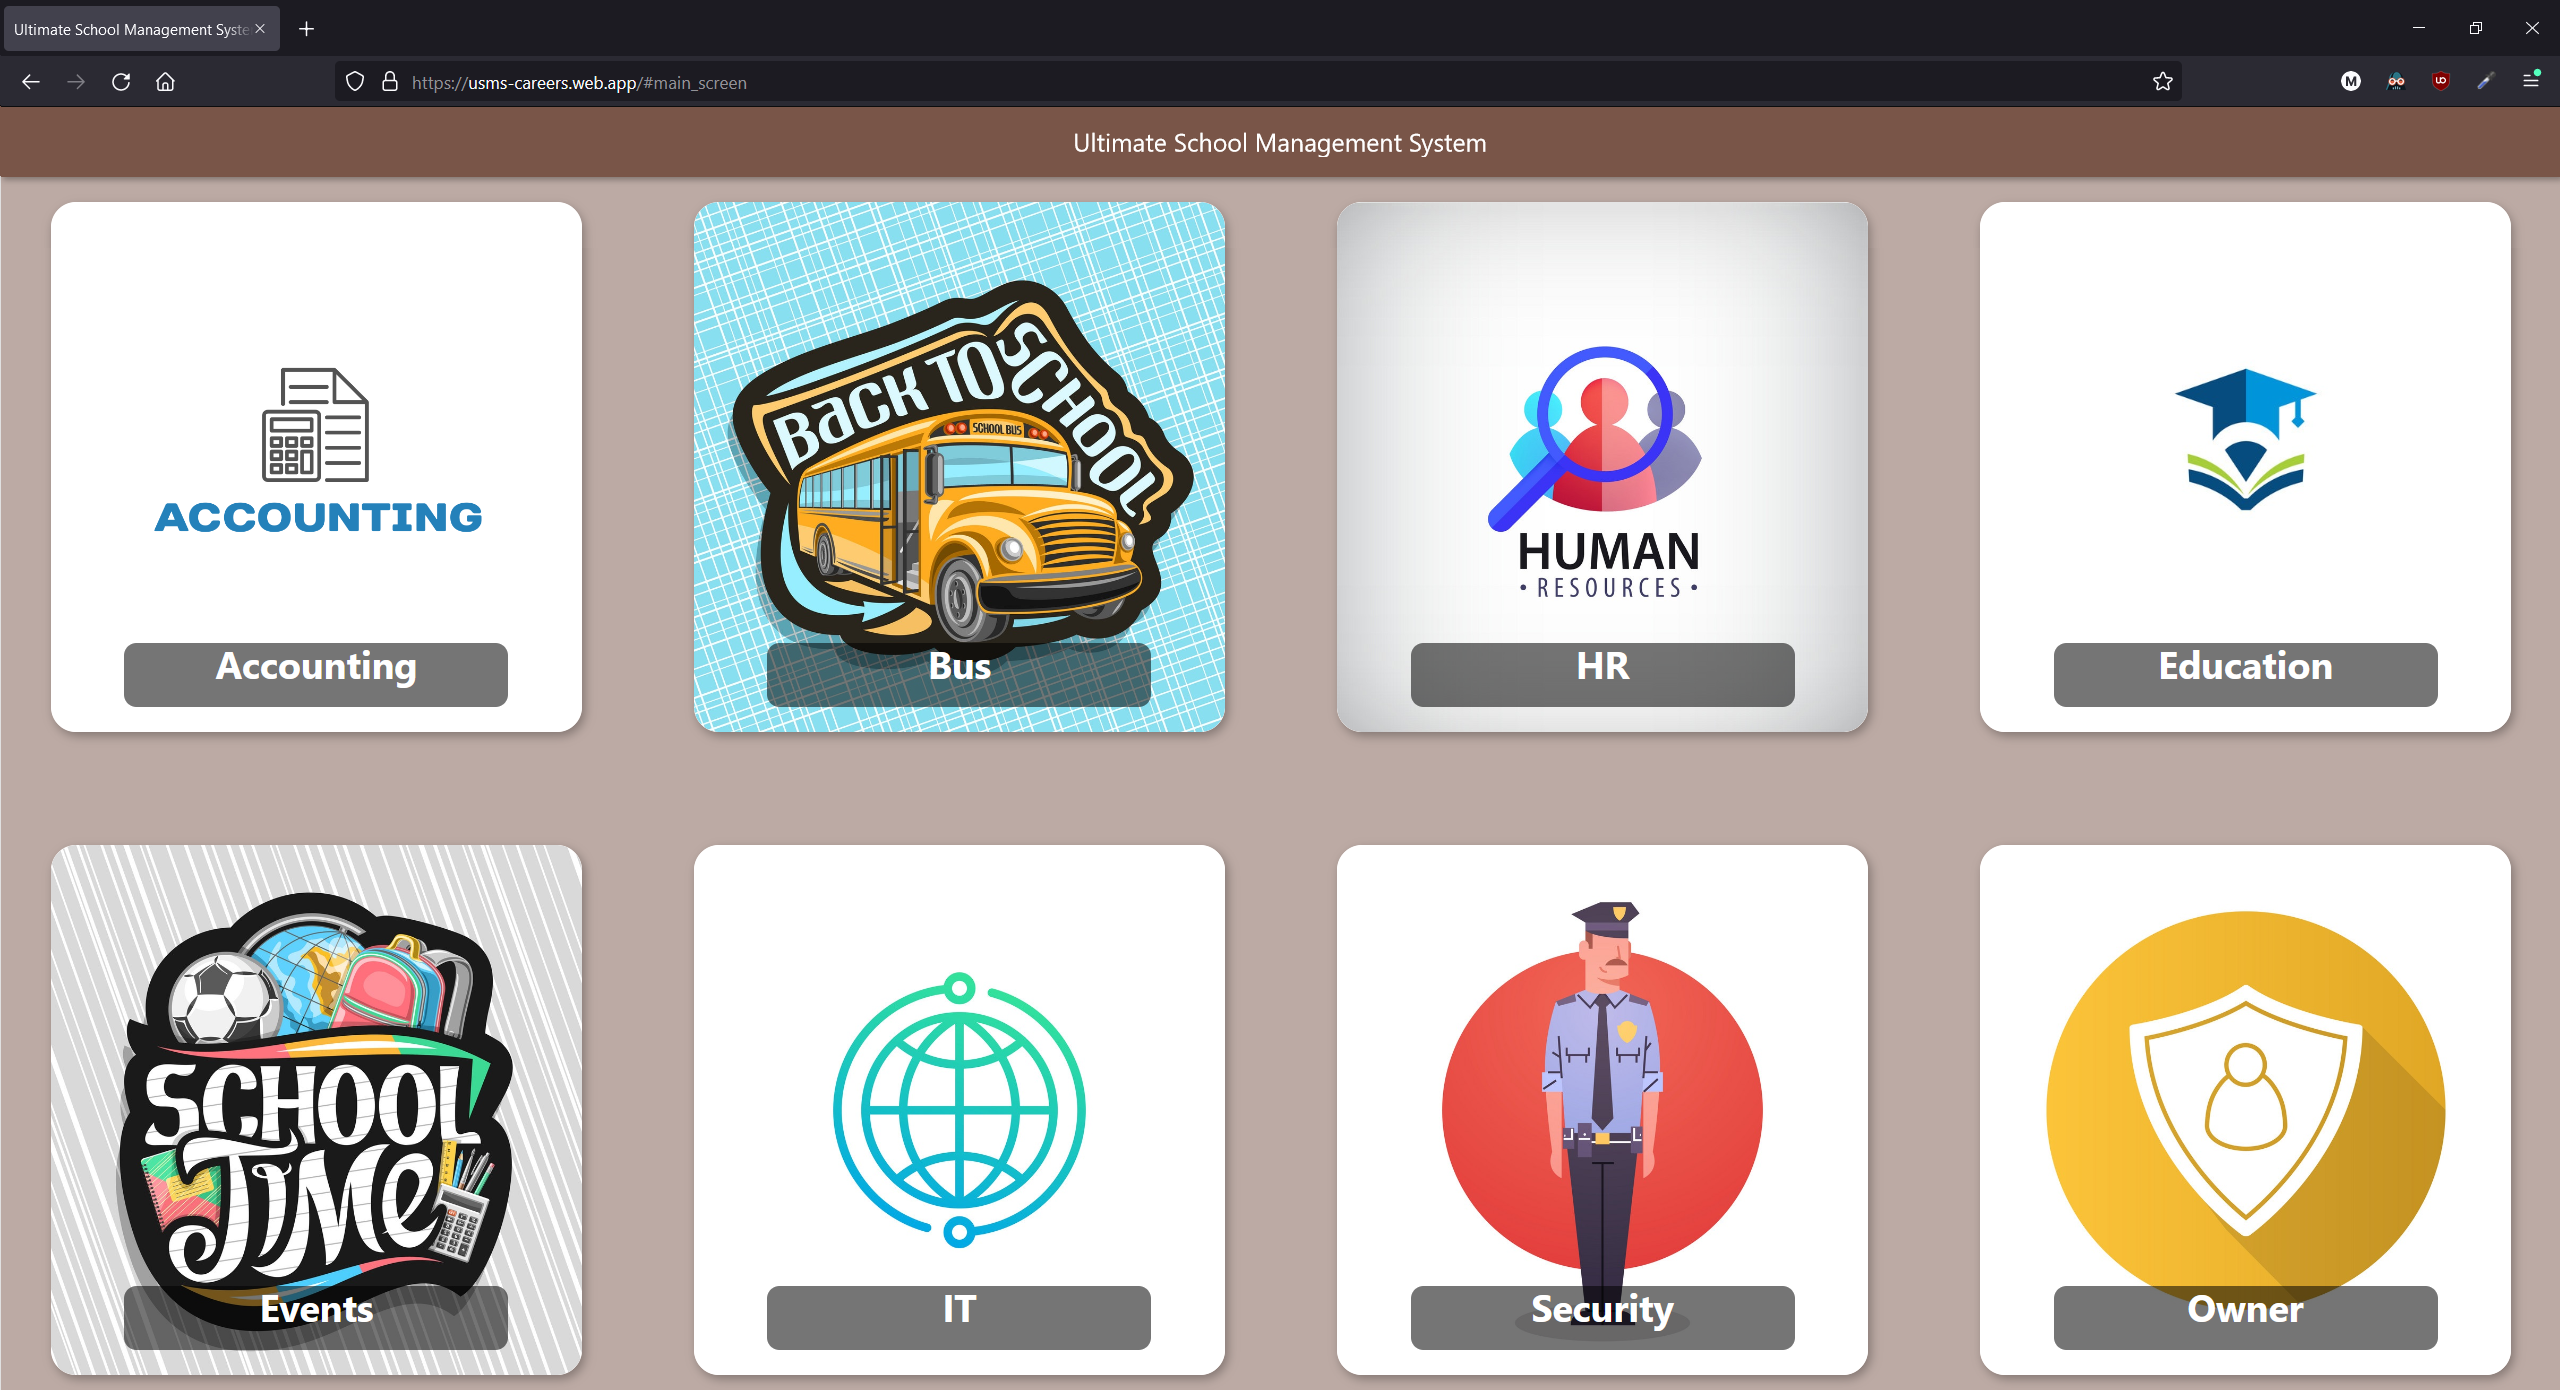 Ultimate School Management Syste
https://usms-careers.web.app/#main_screen
Ultimate School Management System
ACCOUNTING
Accounting
BACK TO SCHOOL
SCHOOL BUS
Bus
HUMAN
• RESOURCES •
HR
Education
SCHOOL
TIME
Events
IT
Security
Owner